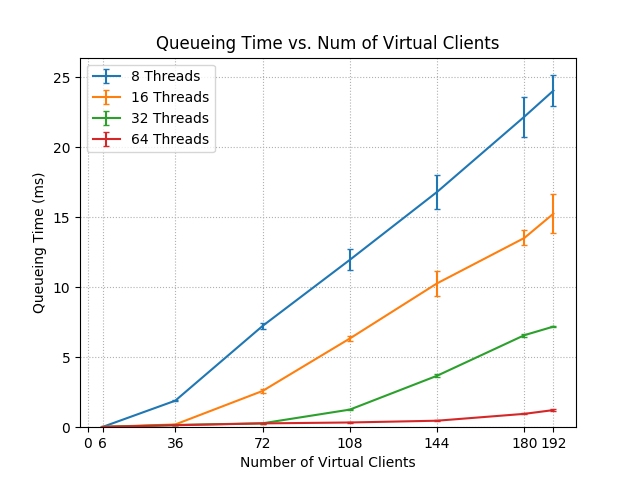 Queueing Time vs. Num of Virtual Clients
25
20
15
10
5
0
Queueing Time (ms)
8 Threads
16 Threads
32 Threads
64 Threads
0 6 36 72 108 144 180 192
Number of Virtual Clients